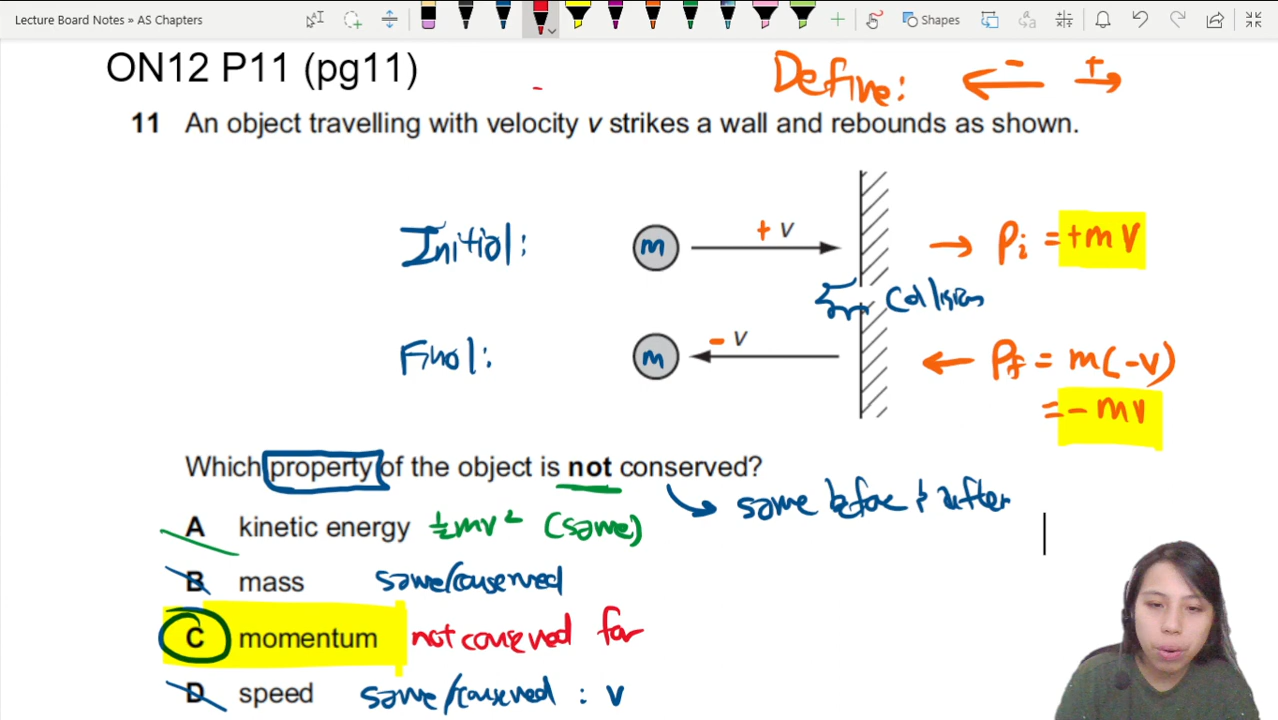 Lecture Board Notes » AS Chapters
Shapes
ON12 P11 (pg11)
Define: - +
11 An object travelling with velocity v strikes a wall and rebounds as shown.
Initial: m + v Pi = +mv
Collision
Final: m - v Pf = m(-v)
= - mv
Which property of the object is not conserved?
same before & after
A kinetic energy ½mv² (same)
B mass same/conserved
C momentum not conserved for
D speed same/conserved : v